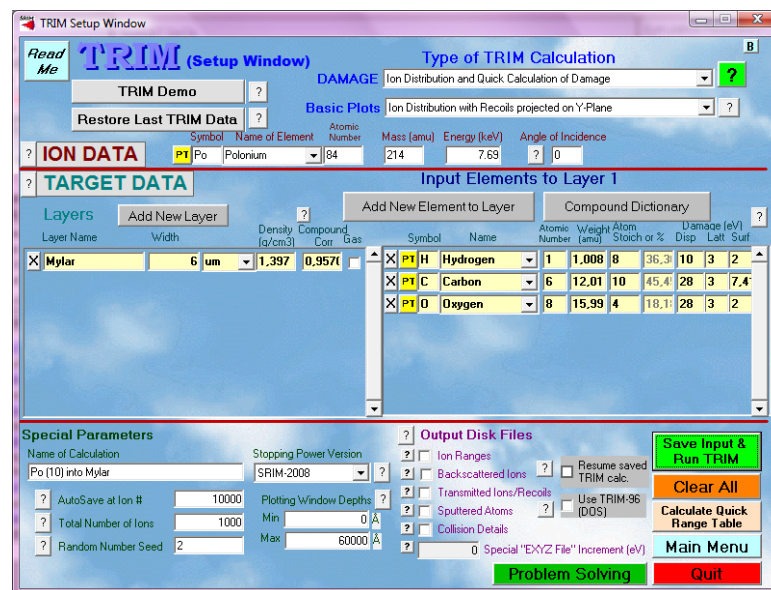 TRIM Setup Window
Read Me
TRIM (Setup Window)
Type of TRIM Calculation
B
DAMAGE
Ion Distribution and Quick Calculation of Damage
?
TRIM Demo
?
Basic Plots
Ion Distribution with Recoils projected on Y-Plane
?
Restore Last TRIM Data
?
Symbol
Name of Element
Atomic Number
Mass (amu)
Energy (keV)
Angle of Incidence
?
ION DATA
PT
Po
Polonium
84
214
7.69
?
0
?
TARGET DATA
Input Elements to Layer 1
Layers
Add New Layer
?
Add New Element to Layer
Compound Dictionary
?
Layer Name
Width
Density (g/cm3)
Compound Corr
Gas
Symbol
Name
Atomic Number
Weight (amu)
Atom Stoich or %
Damage (eV)
Disp
Latt
Surf
X
Mylar
6
um
1,397
0,957(
X PT H Hydrogen 1 1,008 8 36,3 10 3 2
X PT C Carbon 6 12,01 10 45,4 28 3 7,4
X PT O Oxygen 8 15,99 4 18,1 28 3 2
Special Parameters
Name of Calculation
Po (10) into Mylar
Stopping Power Version
SRIM-2008
?
?
AutoSave at Ion #
10000
?
Total Number of Ions
1000
?
Random Number Seed
2
Plotting Window Depths
?
Min
0
Å
Max
60000
Å
?
Output Disk Files
?
Ion Ranges
?
Backscattered Ions
?
Transmitted Ions/Recoils
?
Sputtered Atoms
?
Collision Details
?
0
Special "EXYZ File" Increment (eV)
?
Resume saved TRIM calc.
?
Use TRIM-96 (DOS)
Save Input & Run TRIM
Clear All
Calculate Quick Range Table
Main Menu
Problem Solving
Quit